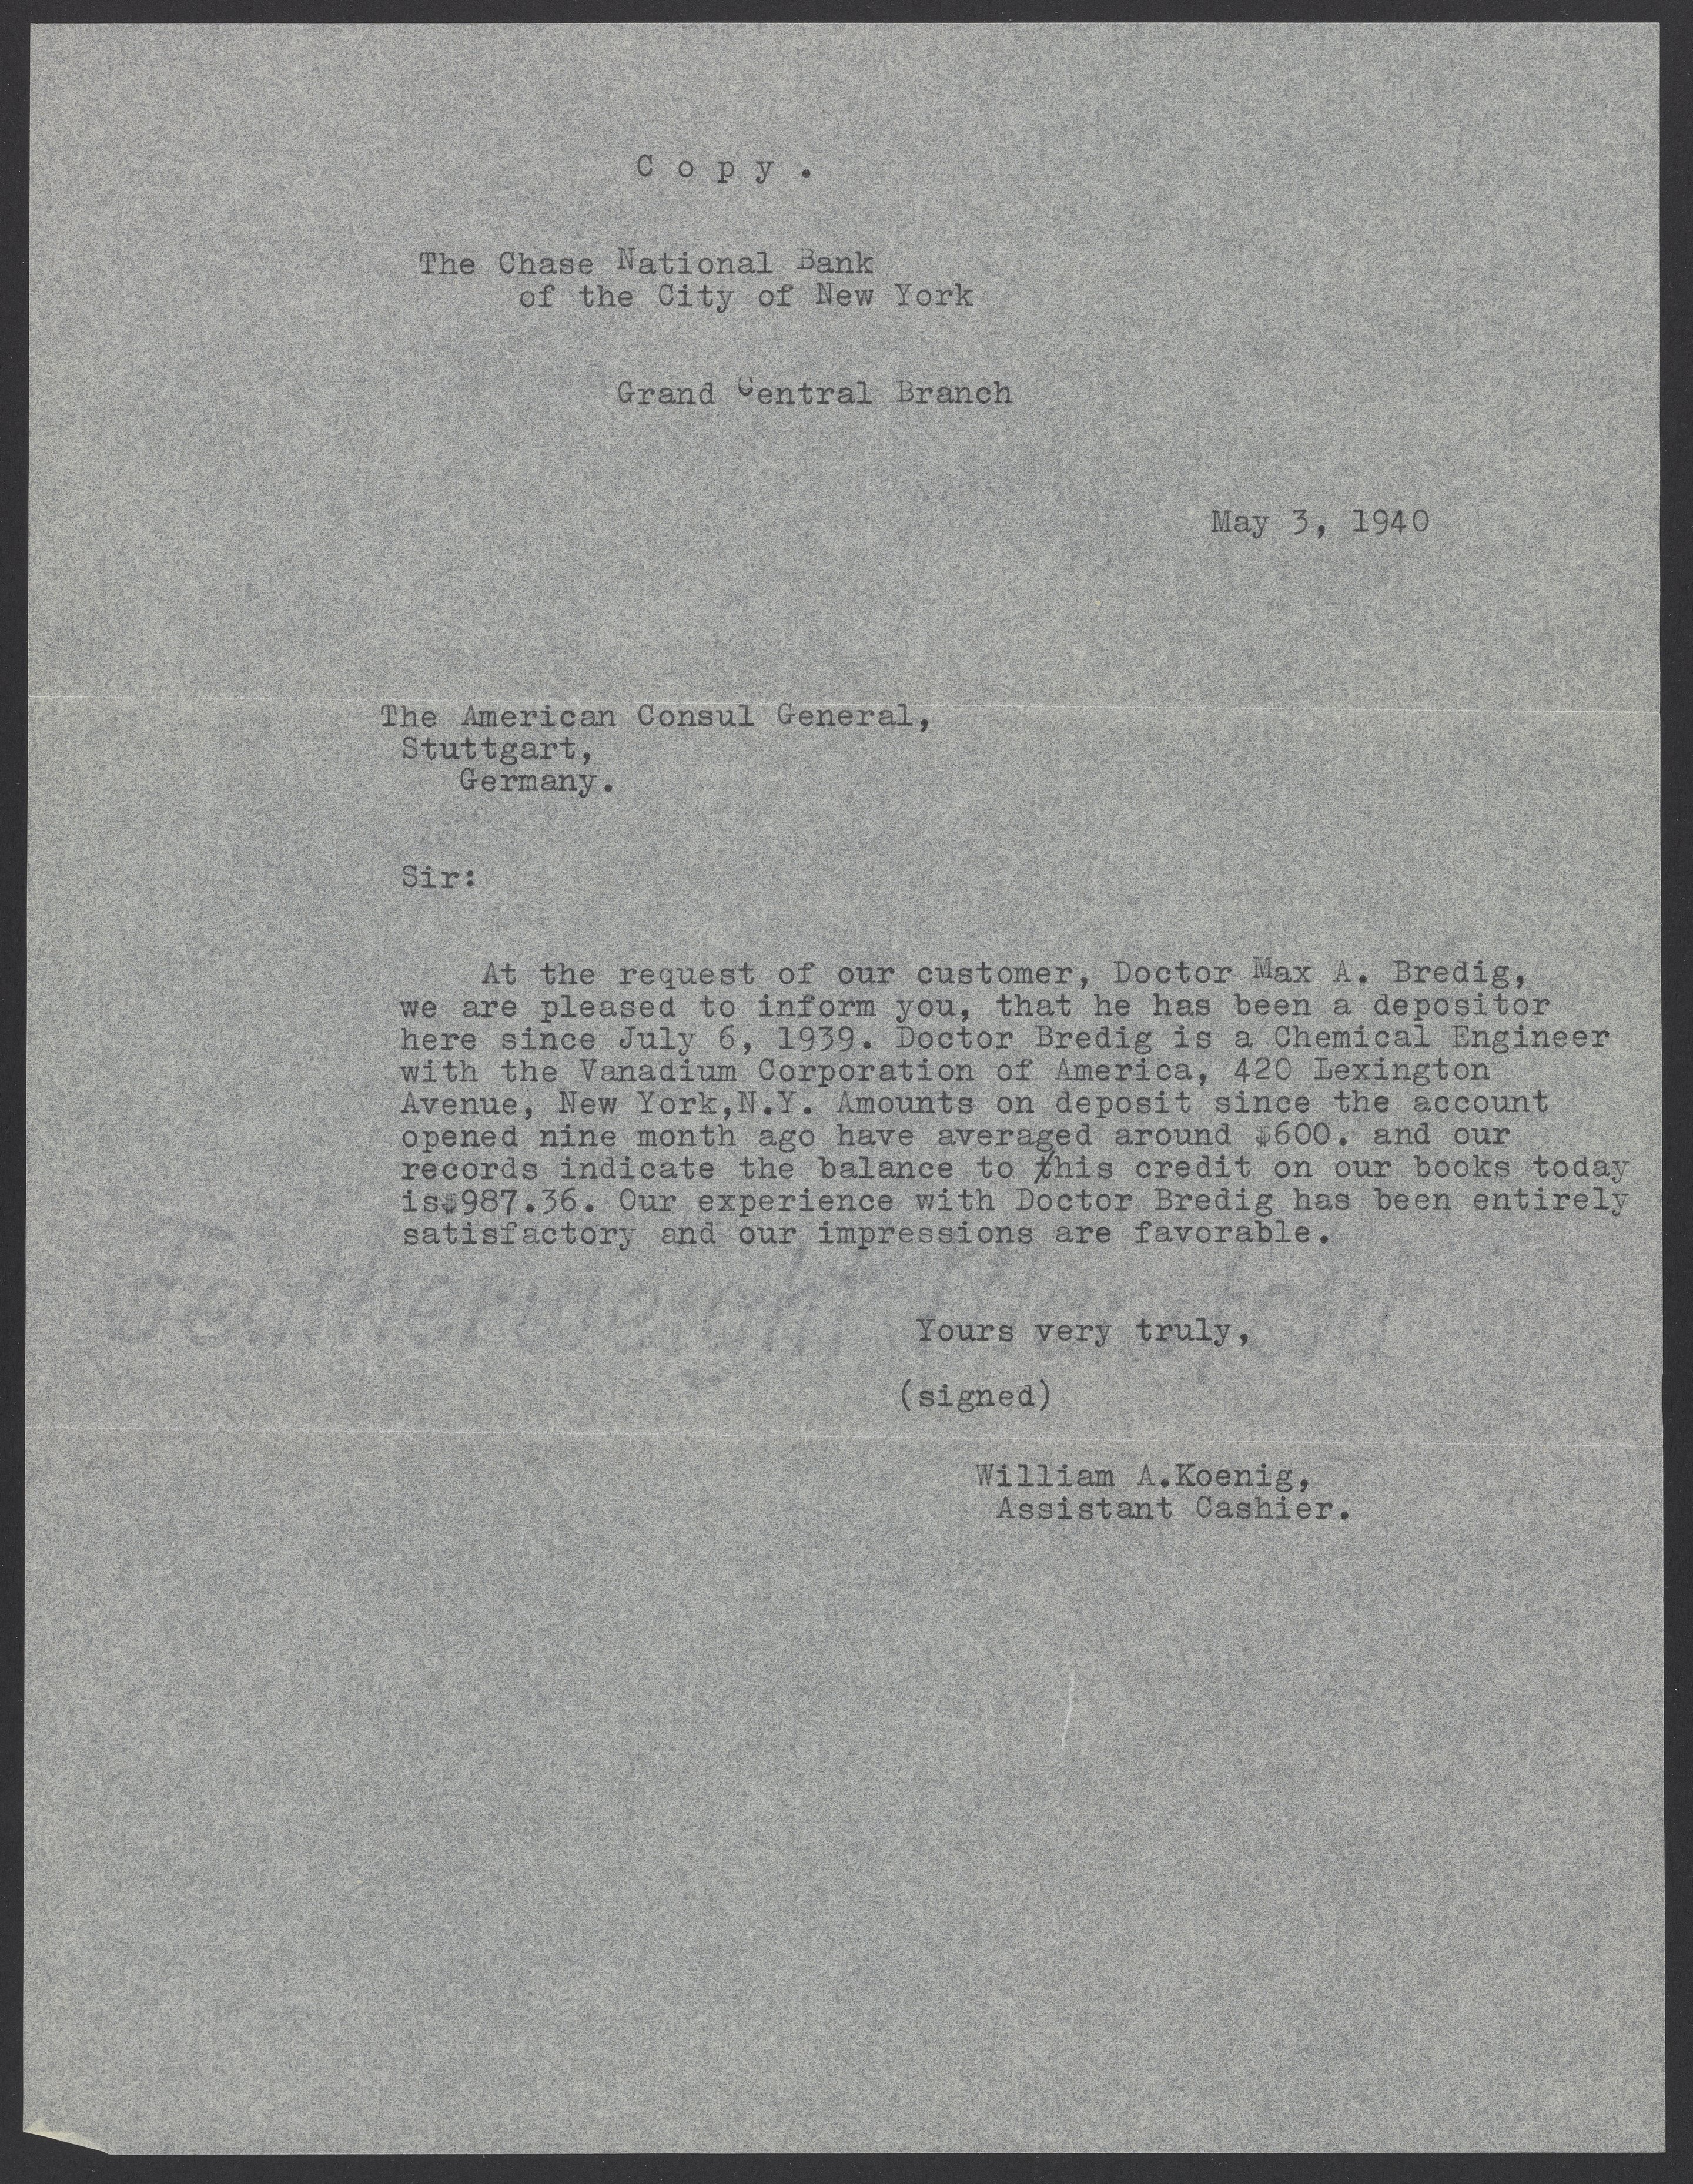 Copy.
The Chase National Bank
of the City of New York
Grand Central Branch
May 3, 1940
The American Consul General,
Stuttgart,
Germany.
Sir:
At the request of our customer, Doctor Max A. Bredig,
we are pleased to inform you, that he has been a depositor
here since July 6, 1939. Doctor Bredig is a Chemical Engineer
with the Vanadium Corporation of America, 420 Lexington
Avenue, New York,N.Y. Amounts on deposit since the account
opened nine month ago have averaged around $600. and our
records indicate the balance to this credit on our books today
is$987.36. Our experience with Doctor Bredig has been entirely
satisfactory and our impressions are favorable.
Yours very truly,
(signed)
William A.Koenig,
Assistant Cashier.